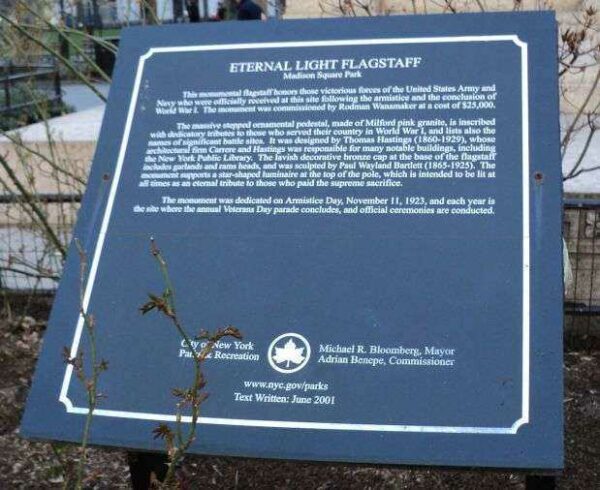 ETERNAL LIGHT FLAGSTAFF
Madison Square Park
This monumental flagstaff honors those victorious forces of the United States Army and
Navy who were officially received at this site following the armistice and the conclusion of
World War I. The monument was commissioned by Rodman Wanamaker at a cost of $25,000.
The massive stepped ornamental pedestal, made of Milford pink granite, is inscribed
with dedicatory tributes to those who served their country in World War I, and lists also the
names of significant battle sites. It was designed by Thomas Hastings (1860-1929), whose
architectural firm Carrere and Hastings was responsible for many notable buildings, including
the New York Public Library. The lavish decorative bronze cap at the base of the flagstaff
includes garlands and rams heads, and was sculpted by Paul Wayland Bartlett (1865-1925). The
monument supports a star-shaped luminaire at the top of the pole, which is intended to be lit at
all times as an eternal tribute to those who paid the supreme sacrifice.
The monument was dedicated on Armistice Day, November 11, 1923, and each year is
the site where the annual Veterans Day parade concludes, and official ceremonies are conducted.
City of New York
Parks & Recreation
Michael R. Bloomberg, Mayor
Adrian Benepe, Commissioner
www.nyc.gov/parks
Text Written: June 2001